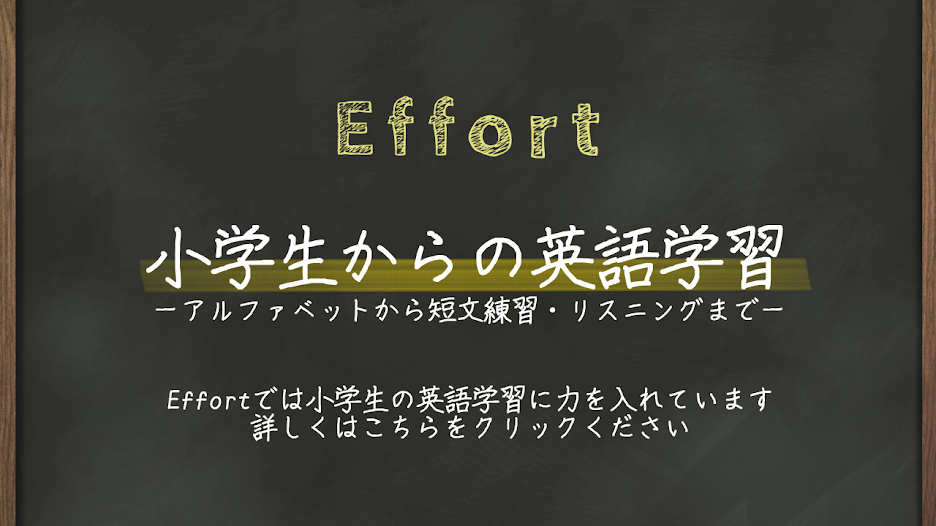 Effort
小学生からの英語学習
ーアルファベットから短文練習・リスニングまでー
Effortでは小学生の英語学習に力を入れています
詳しくはこちらをクリックください